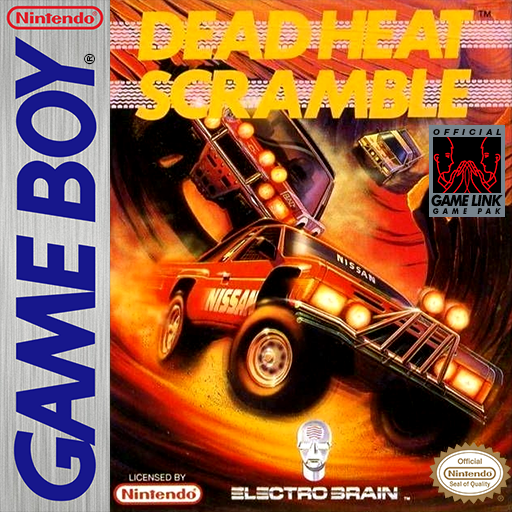 Nintendo
GAME BOY
®
DEAD HEAT
SCRAMBLE
TM
OFFICIAL
GAME LINK
GAME PAK
NISSAN
NISSAN
LICENSED BY
Nintendo
ELECTRO BRAIN
TM
Official
Nintendo
Seal of Quality